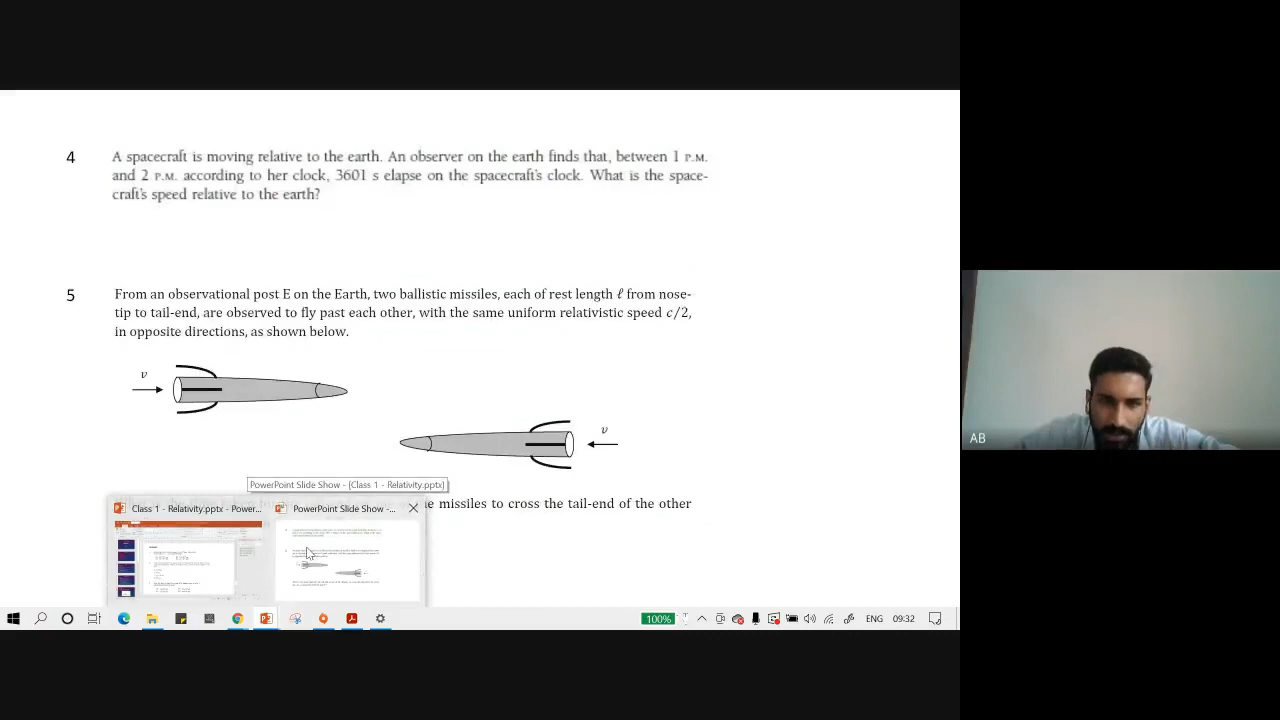 4
A spacecraft is moving relative to the earth. An observer on the earth finds that, between 1 P.M.
and 2 P.M. according to her clock, 3601 s elapse on the spacecraft's clock. What is the space-
craft's speed relative to the earth?
5
From an observational post E on the Earth, two ballistic missiles, each of rest length ℓ from nose-
tip to tail-end, are observed to fly past each other, with the same uniform relativistic speed c/2,
in opposite directions, as shown below.
v
v
PowerPoint Slide Show - [Class 1 - Relativity.pptx]
missiles to cross the tail-end of the other
Class 1 - Relativity.pptx - Power...
PowerPoint Slide Show -...
AB
100%
ENG
09:32